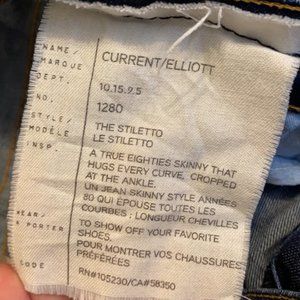 NAME/
MARQUE
CURRENT/ELLIOTT
DEPT.
10.15.9.5
NO.
1280
STYLE/
MODÈLE
THE STILETTO
LE STILETTO
INSP.
A TRUE EIGHTIES SKINNY THAT
HUGS EVERY CURVE, CROPPED
AT THE ANKLE.
UN JEAN SKINNY STYLE ANNÉES
80 QUI ÉPOUSE TOUTES LES
COURBES ; LONGUEUR CHEVILLES
WEAR/
PORTER
TO SHOW OFF YOUR FAVORITE
SHOES.
POUR MONTRER VOS CHAUSSURES
PRÉFÉRÉES
CODE
RN#105230/CA#58350